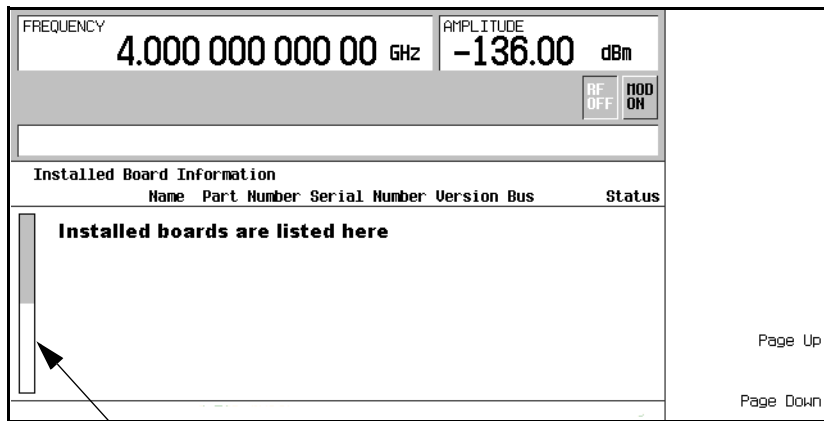 FREQUENCY
4.000 000 000 00 GHz
AMPLITUDE
-136.00 dBm
RF OFF
MOD ON
Installed Board Information
Name Part Number Serial Number Version Bus Status
Installed boards are listed here
Page Up
Page Down